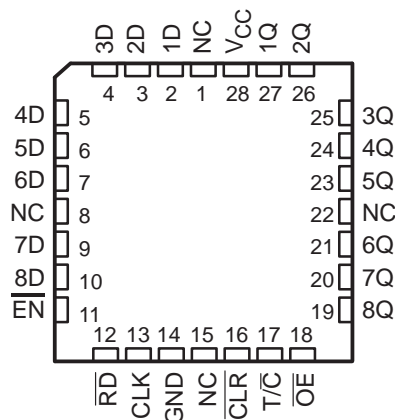 3D 2D 1D NC VCC 1Q 2Q
4 3 2 1 28 27 26
4D 5 25 3Q
5D 6 24 4Q
6D 7 23 5Q
NC 8 22 NC
7D 9 21 6Q
8D 10 20 7Q
EN 11 19 8Q
12 13 14 15 16 17 18
RD CLK GND NC CLR T/C OE